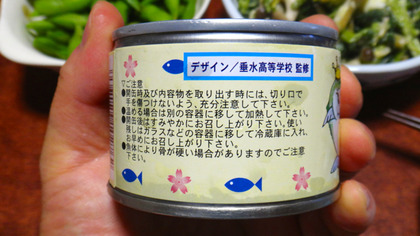 デザイン／垂水高等学校 監修
▽ご注意
●開缶時及び内容物を取り出す時には、切り口で
手を傷つけないよう、充分注意して下さい。
●温める場合は別の容器に移して加熱して下さい。
●開缶後はすみやかにお召し上がり下さい。使い
残しはガラスなどの容器に移して冷蔵庫に入れ、
お早めにお召し上がり下さい。
●魚体により骨が硬い場合がありますのでご注意
下さい。